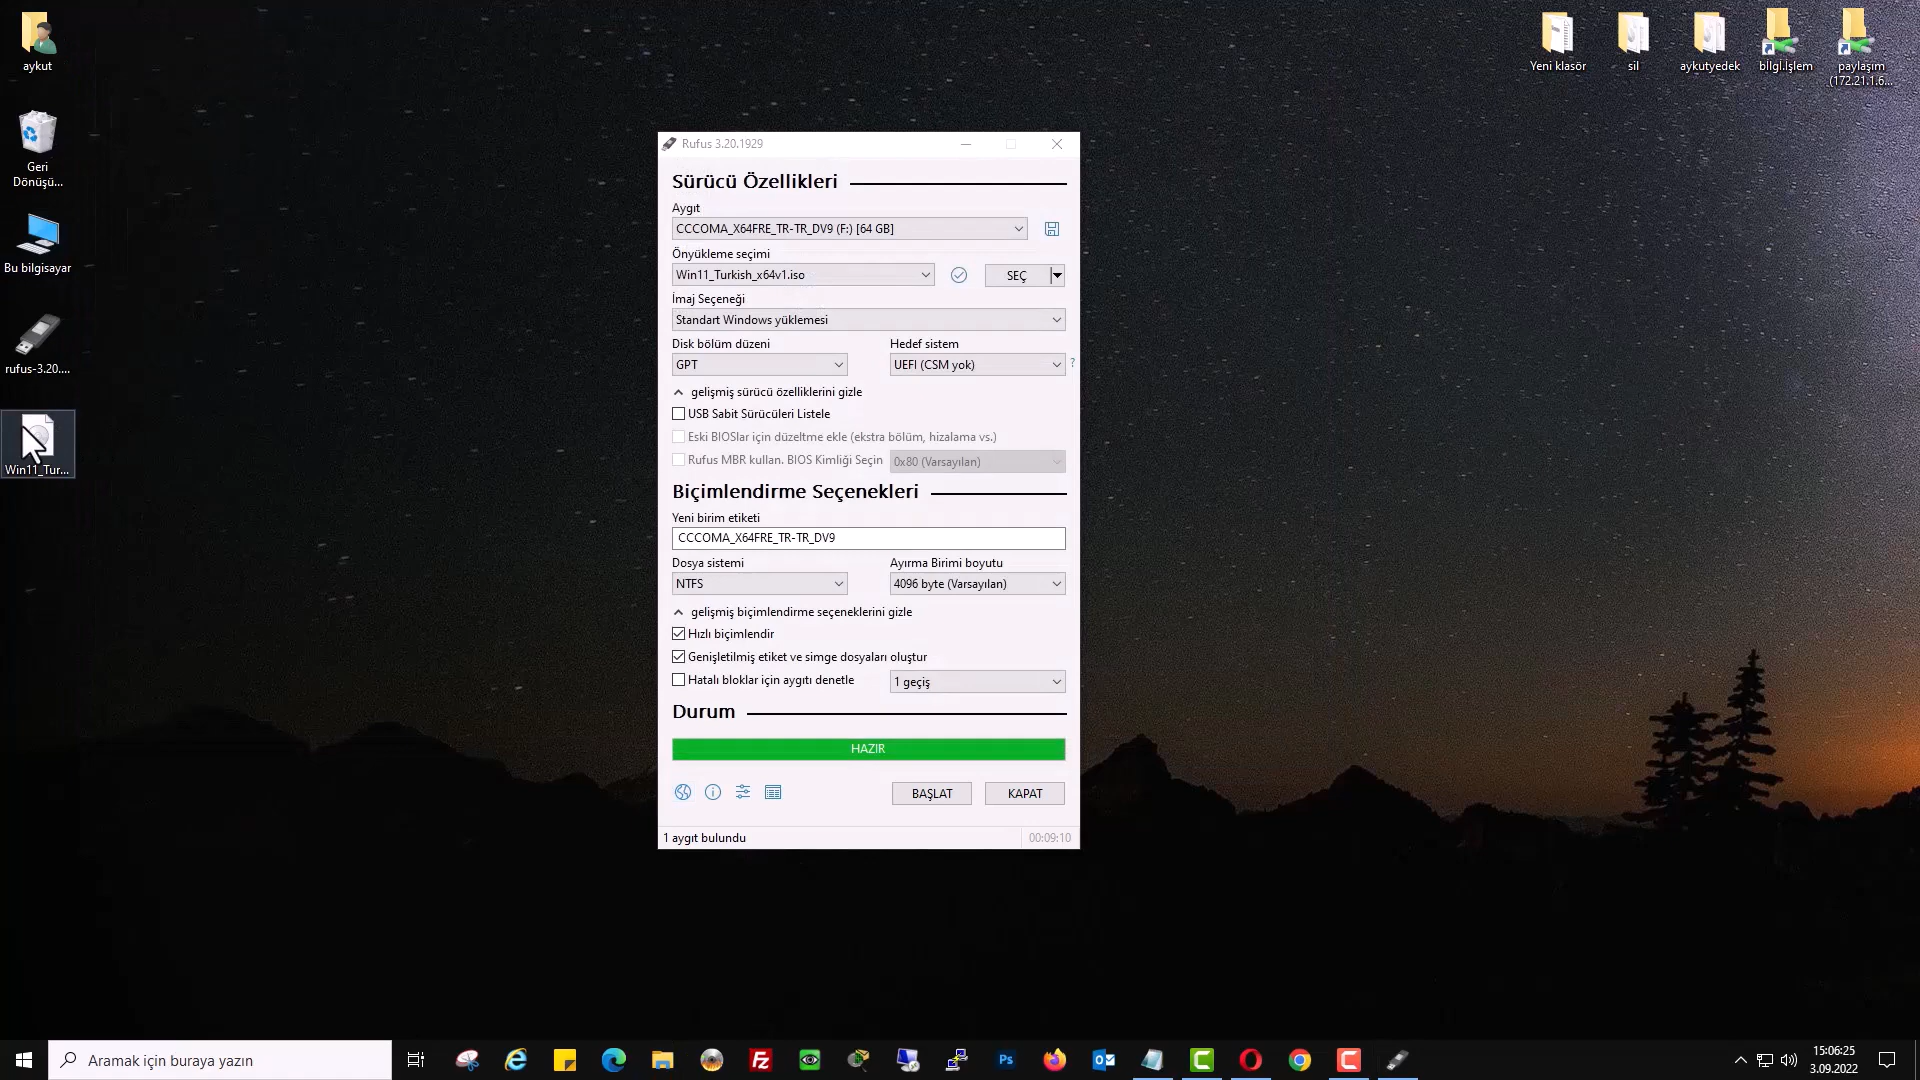 aykut
Geri
Dönüşü...
Bu bilgisayar
rufus-3.20....
Win11_Tur...
Yeni klasör
sil
aykutyedek
bilgi.İşlem
paylaşım
(172.21.1.6...
Rufus 3.20.1929
Sürücü Özellikleri
Aygıt
CCCOMA_X64FRE_TR-TR_DV9 (F:) [64 GB]
Önyükleme seçimi
Win11_Turkish_x64v1.iso
SEÇ
İmaj Seçeneği
Standart Windows yüklemesi
Disk bölüm düzeni
Hedef sistem
GPT
UEFI (CSM yok)
?
gelişmiş sürücü özelliklerini gizle
USB Sabit Sürücüleri Listele
Eski BIOSlar için düzeltme ekle (ekstra bölüm, hizalama vs.)
Rufus MBR kullan. BIOS Kimliği Seçin
0x80 (Varsayılan)
Biçimlendirme Seçenekleri
Yeni birim etiketi
CCCOMA_X64FRE_TR-TR_DV9
Dosya sistemi
Ayırma Birimi boyutu
NTFS
4096 byte (Varsayılan)
gelişmiş biçimlendirme seçeneklerini gizle
Hızlı biçimlendir
Genişletilmiş etiket ve simge dosyaları oluştur
Hatalı bloklar için aygıtı denetle
1 geçiş
Durum
HAZIR
BAŞLAT
KAPAT
1 aygıt bulundu
00:09:10
Aramak için buraya yazın
Fz
Ps
15:06:25
3.09.2022